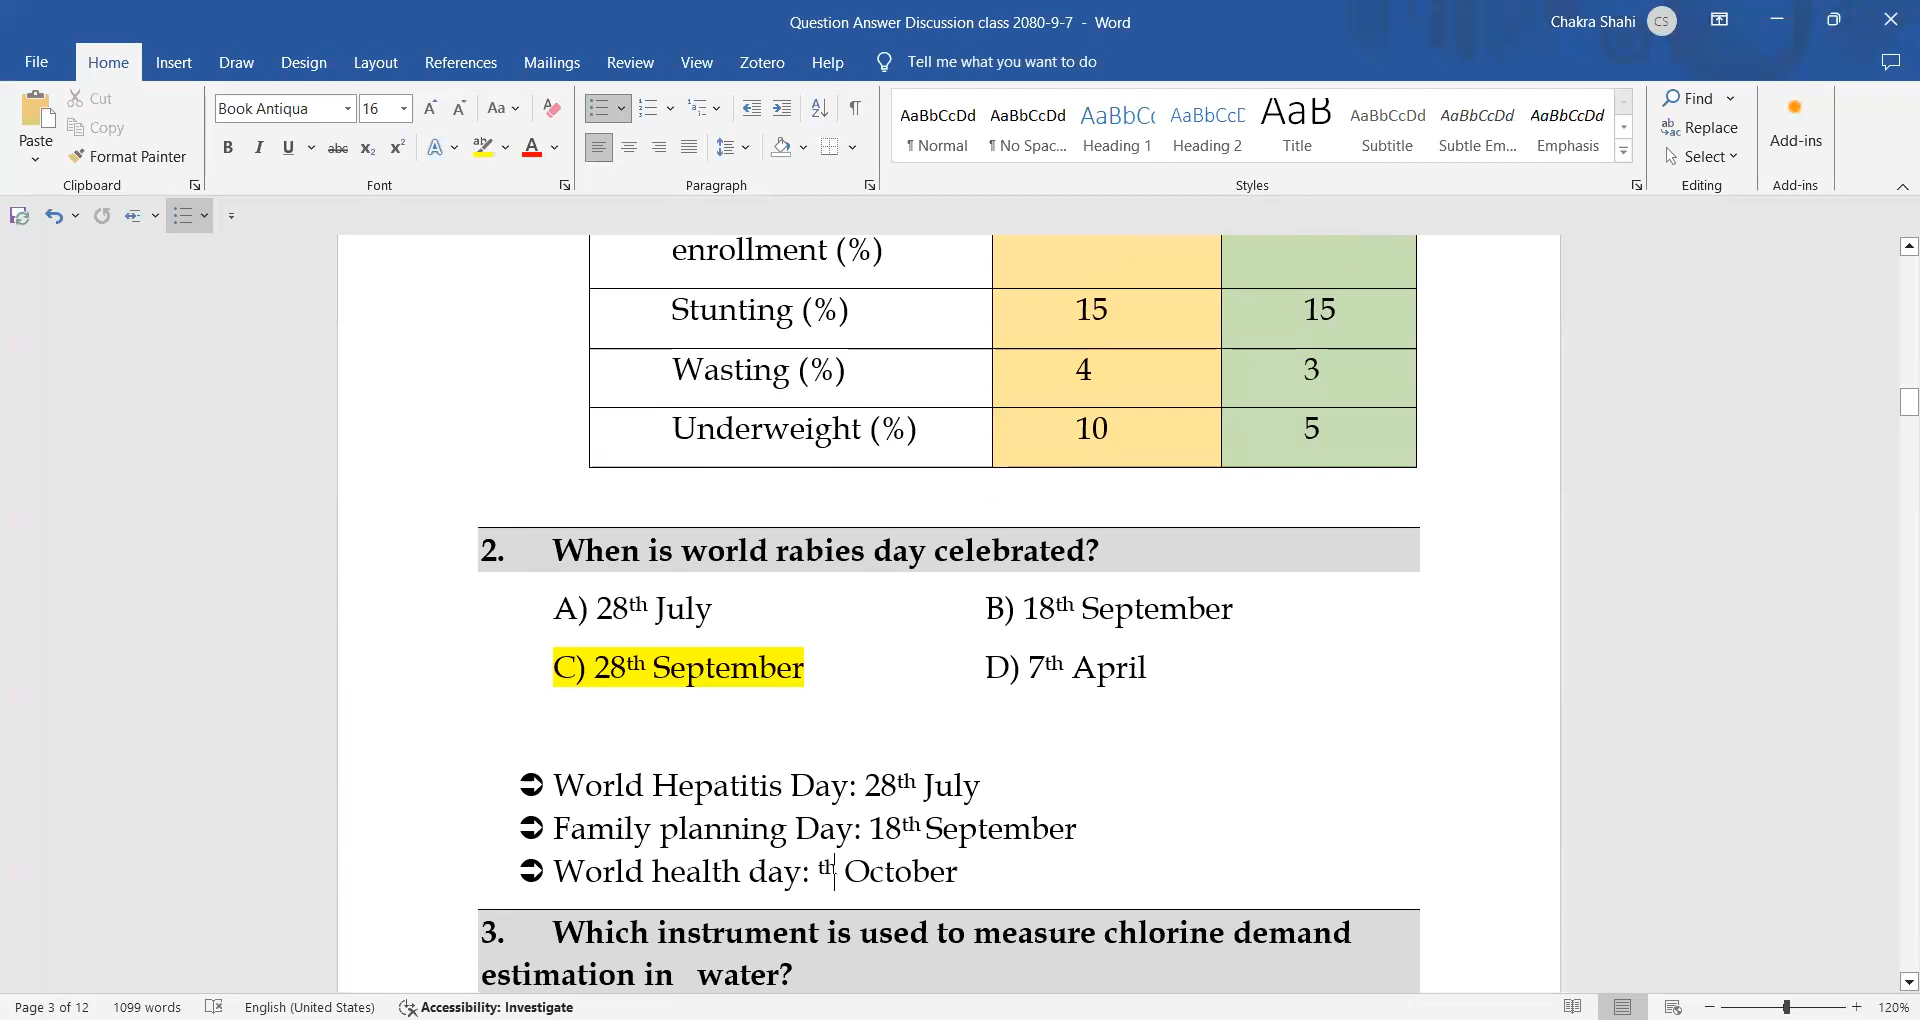 Question Answer Discussion class 2080-9-7 - Word
Chakra Shahi CS
File Home Insert Draw Design Layout References Mailings Review View Zotero Help Tell me what you want to do
Paste
Cut
Copy
Format Painter
Clipboard
Book Antiqua 16
Font
Paragraph
AaBbCcDd AaBbCcDd AaBbCc AaBbCcD AaB AaBbCcDd AaBbCcDd AaBbCcDd
¶ Normal ¶ No Spac... Heading 1 Heading 2 Title Subtitle Subtle Em... Emphasis
Styles
Find
Replace
Select
Editing
Add-ins
Add-ins
enrollment (%)
Stunting (%) 15 15
Wasting (%) 4 3
Underweight (%) 10 5
2. When is world rabies day celebrated?
A) 28th July B) 18th September
C) 28th September D) 7th April
➲ World Hepatitis Day: 28th July
➲ Family planning Day: 18th September
➲ World health day: th October
3. Which instrument is used to measure chlorine demand
estimation in water?
Page 3 of 12 1099 words English (United States) Accessibility: Investigate 120%